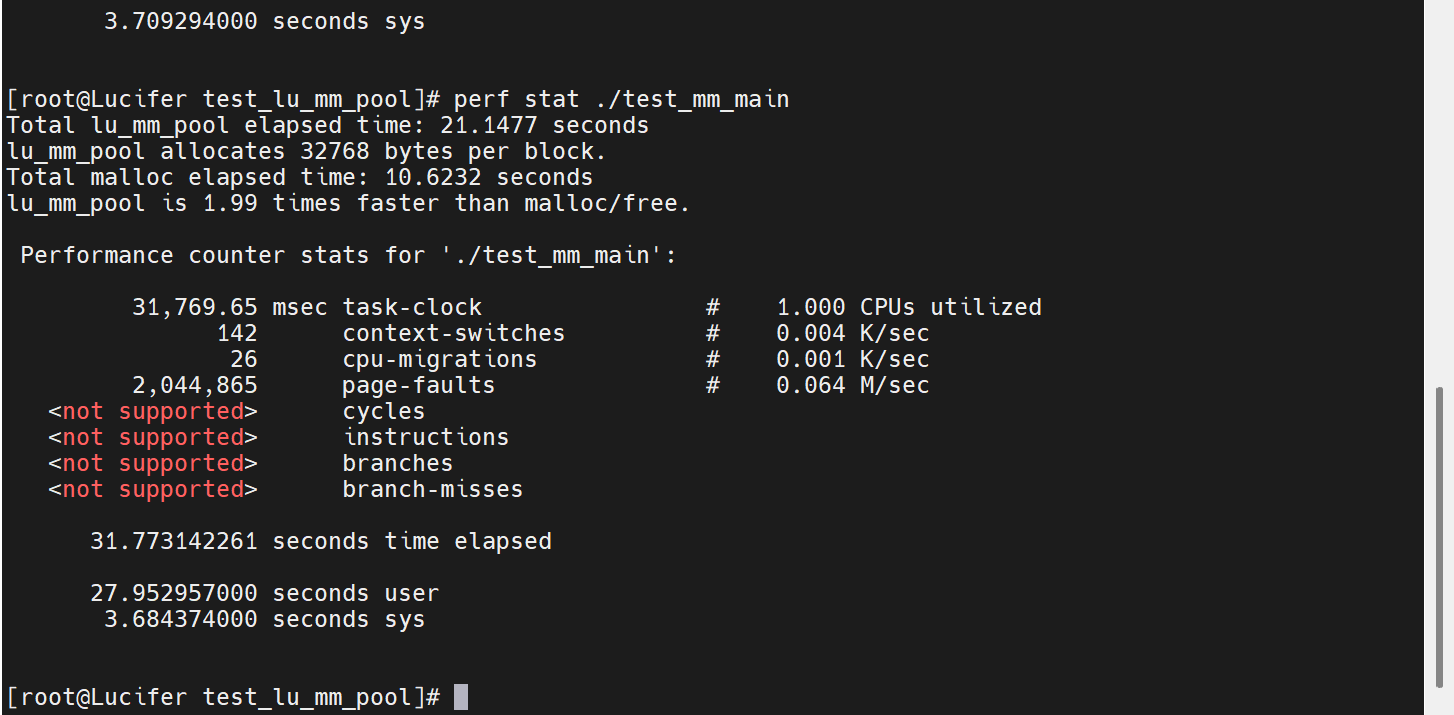 3.709294000 seconds sys
[root@Lucifer test_lu_mm_pool]# perf stat ./test_mm_main
Total lu_mm_pool elapsed time: 21.1477 seconds
lu_mm_pool allocates 32768 bytes per block.
Total malloc elapsed time: 10.6232 seconds
lu_mm_pool is 1.99 times faster than malloc/free.
Performance counter stats for './test_mm_main':
31,769.65 msec task-clock # 1.000 CPUs utilized
142 context-switches # 0.004 K/sec
26 cpu-migrations # 0.001 K/sec
2,044,865 page-faults # 0.064 M/sec
<not supported> cycles
<not supported> instructions
<not supported> branches
<not supported> branch-misses
31.773142261 seconds time elapsed
27.952957000 seconds user
3.684374000 seconds sys
[root@Lucifer test_lu_mm_pool]#